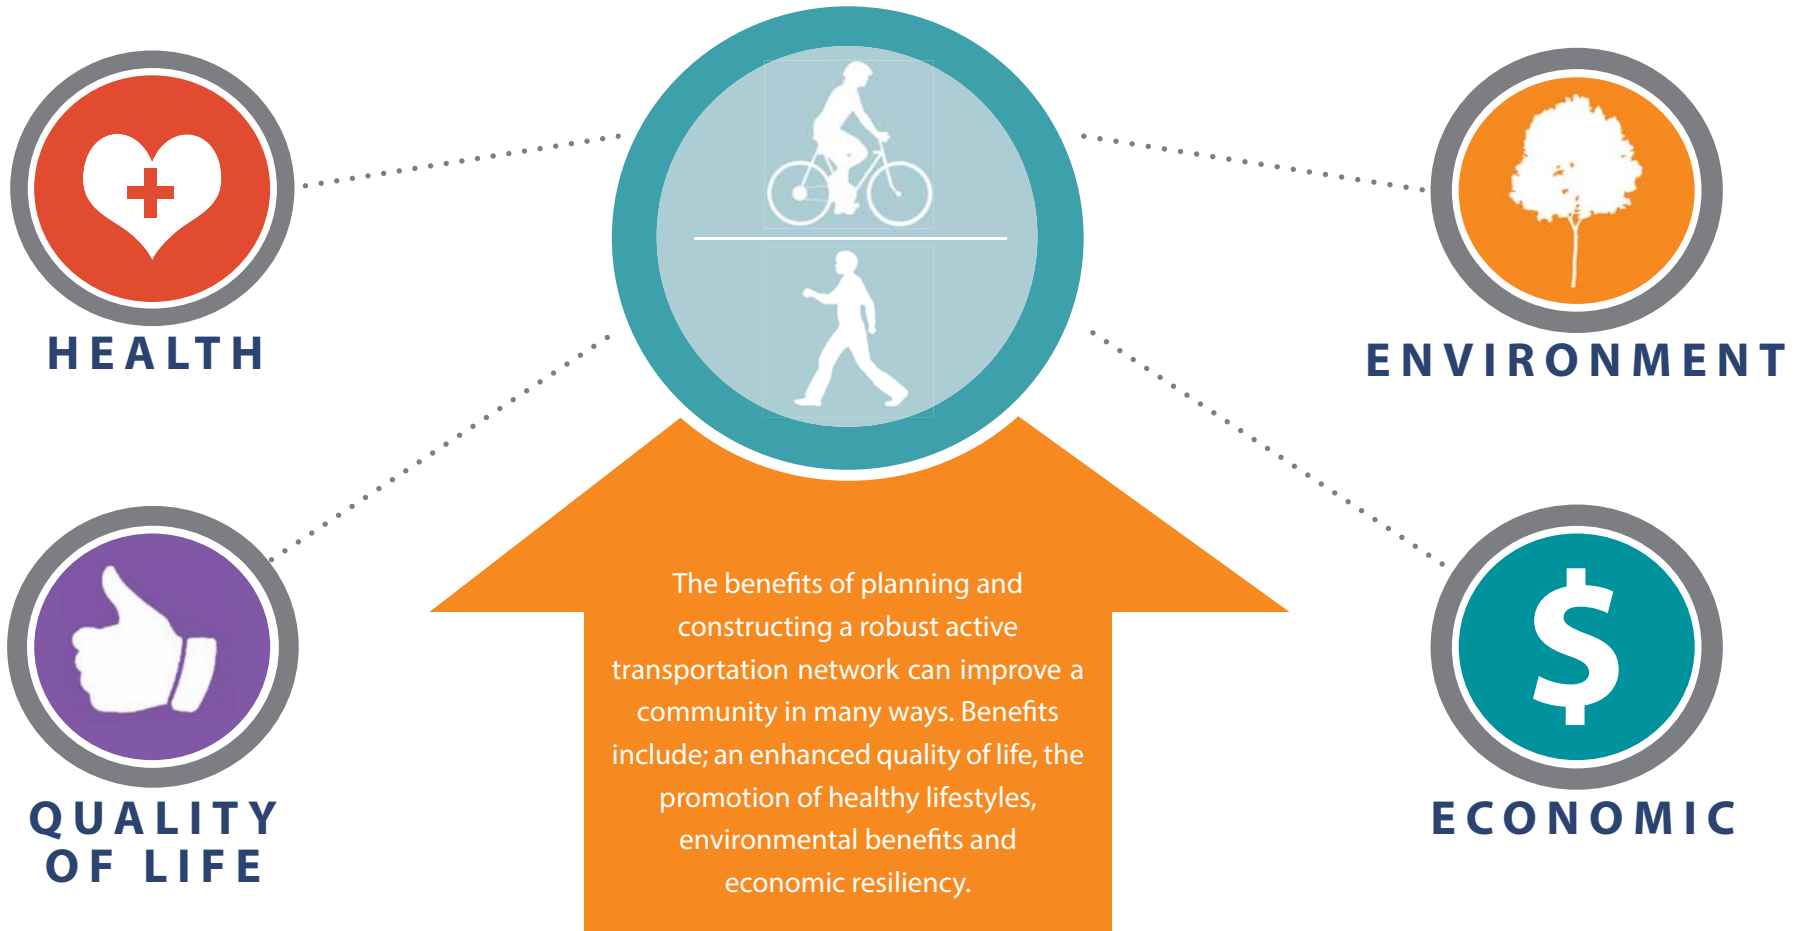 HEALTH
ENVIRONMENT
The benefits of planning and
constructing a robust active
transportation network can improve a
community in many ways. Benefits
include; an enhanced quality of life, the
promotion of healthy lifestyles,
environmental benefits and
economic resiliency.
QUALITY
OF LIFE
$
ECONOMIC